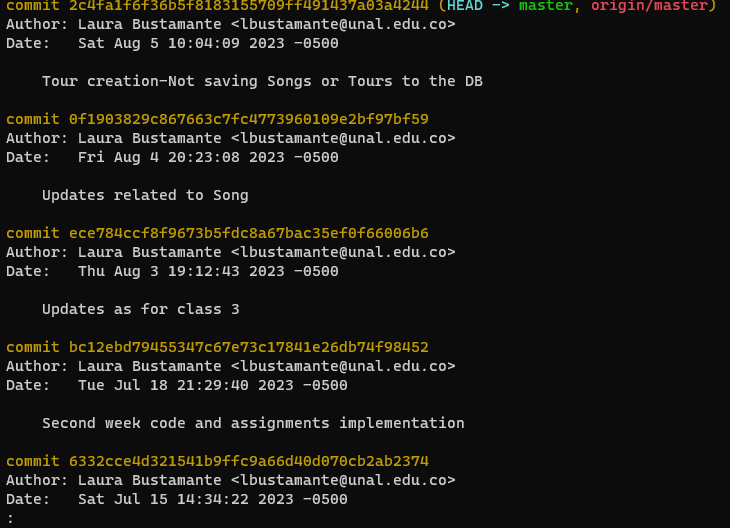 commit 2c4fa1f6f36b5f8183155709ff491437a03a4244 (HEAD -> master, origin/master)
Author: Laura Bustamante <lbustamante@unal.edu.co>
Date:   Sat Aug 5 10:04:09 2023 -0500
Tour creation-Not saving Songs or Tours to the DB
commit 0f1903829c867663c7fc4773960109e2bf97bf59
Author: Laura Bustamante <lbustamante@unal.edu.co>
Date:   Fri Aug 4 20:23:08 2023 -0500
Updates related to Song
commit ece784ccf8f9673b5fdc8a67bac35ef0f66006b6
Author: Laura Bustamante <lbustamante@unal.edu.co>
Date:   Thu Aug 3 19:12:43 2023 -0500
Updates as for class 3
commit bc12ebd79455347c67e73c17841e26db74f98452
Author: Laura Bustamante <lbustamante@unal.edu.co>
Date:   Tue Jul 18 21:29:40 2023 -0500
Second week code and assignments implementation
commit 6332cce4d321541b9ffc9a66d40d070cb2ab2374
Author: Laura Bustamante <lbustamante@unal.edu.co>
Date:   Sat Jul 15 14:34:22 2023 -0500
: